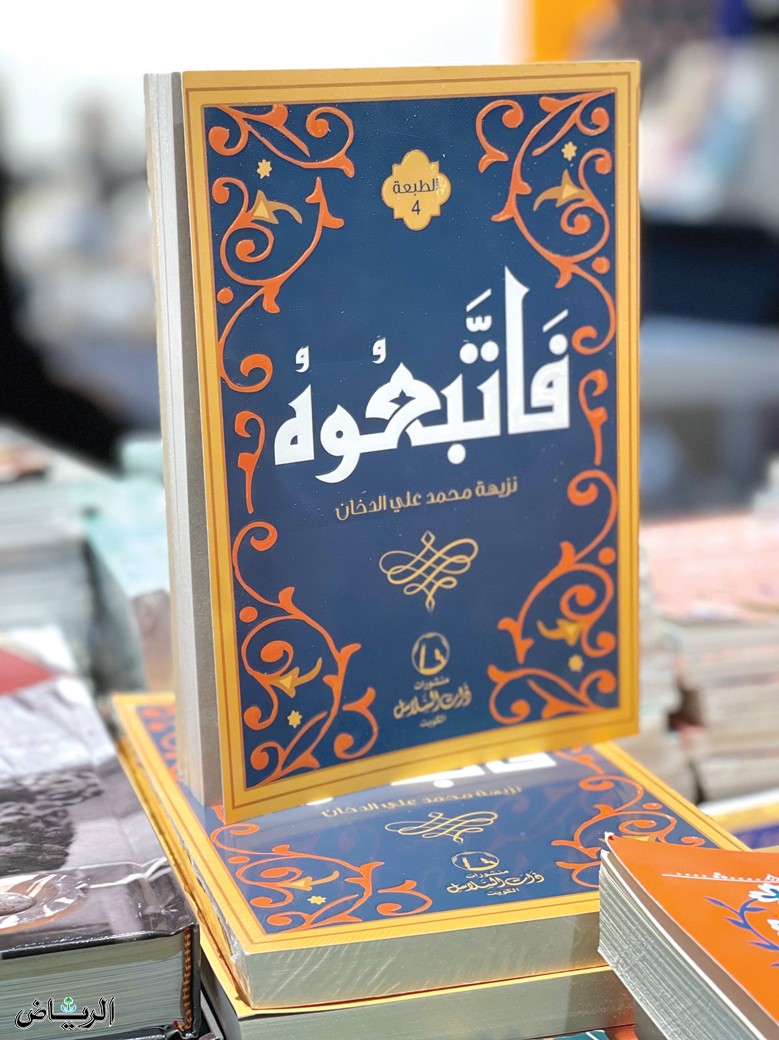 الطبعة
4
فَاتَّبَعُوهُ
نزيهة محمد علي الدخان
منشورات
ذات السلاسل
الكويت
نزيهة محمد علي الدخان
منشورات
ذات السلاسل
الكويت
الرياض